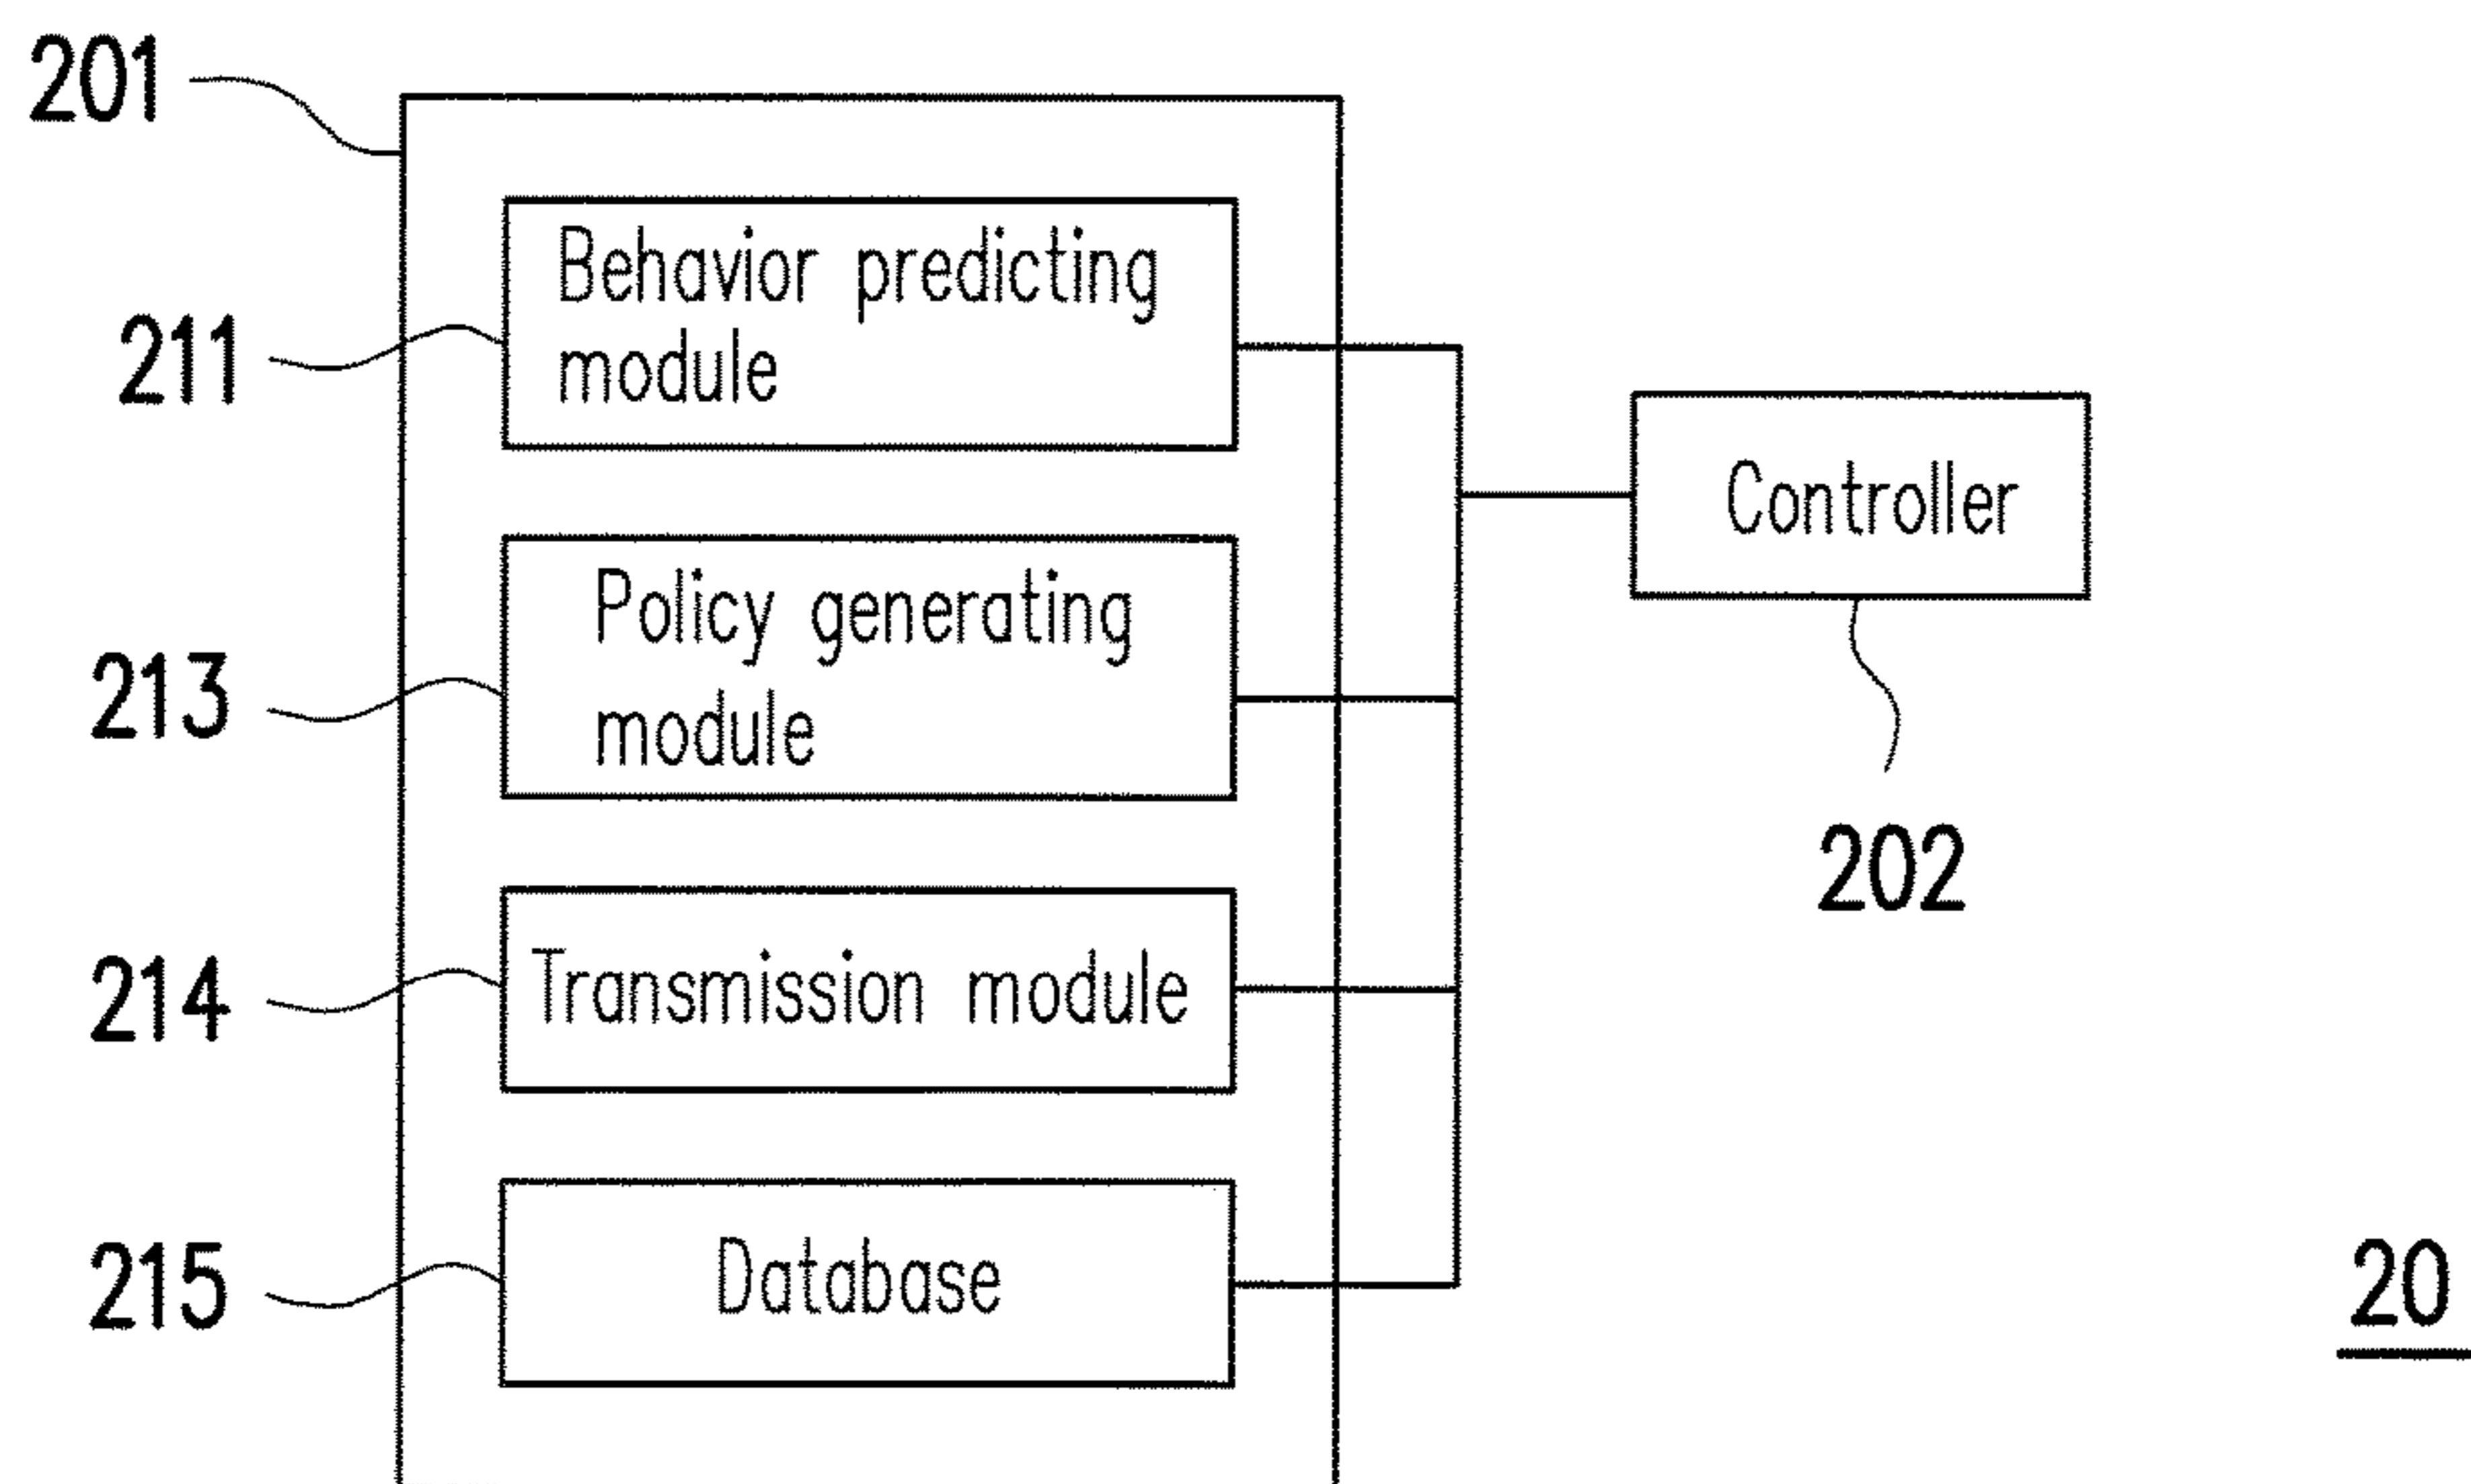 201
211
Behavior predicting
module
Controller
202
213
Policy generating
module
214
Transmission module
215
Database
20